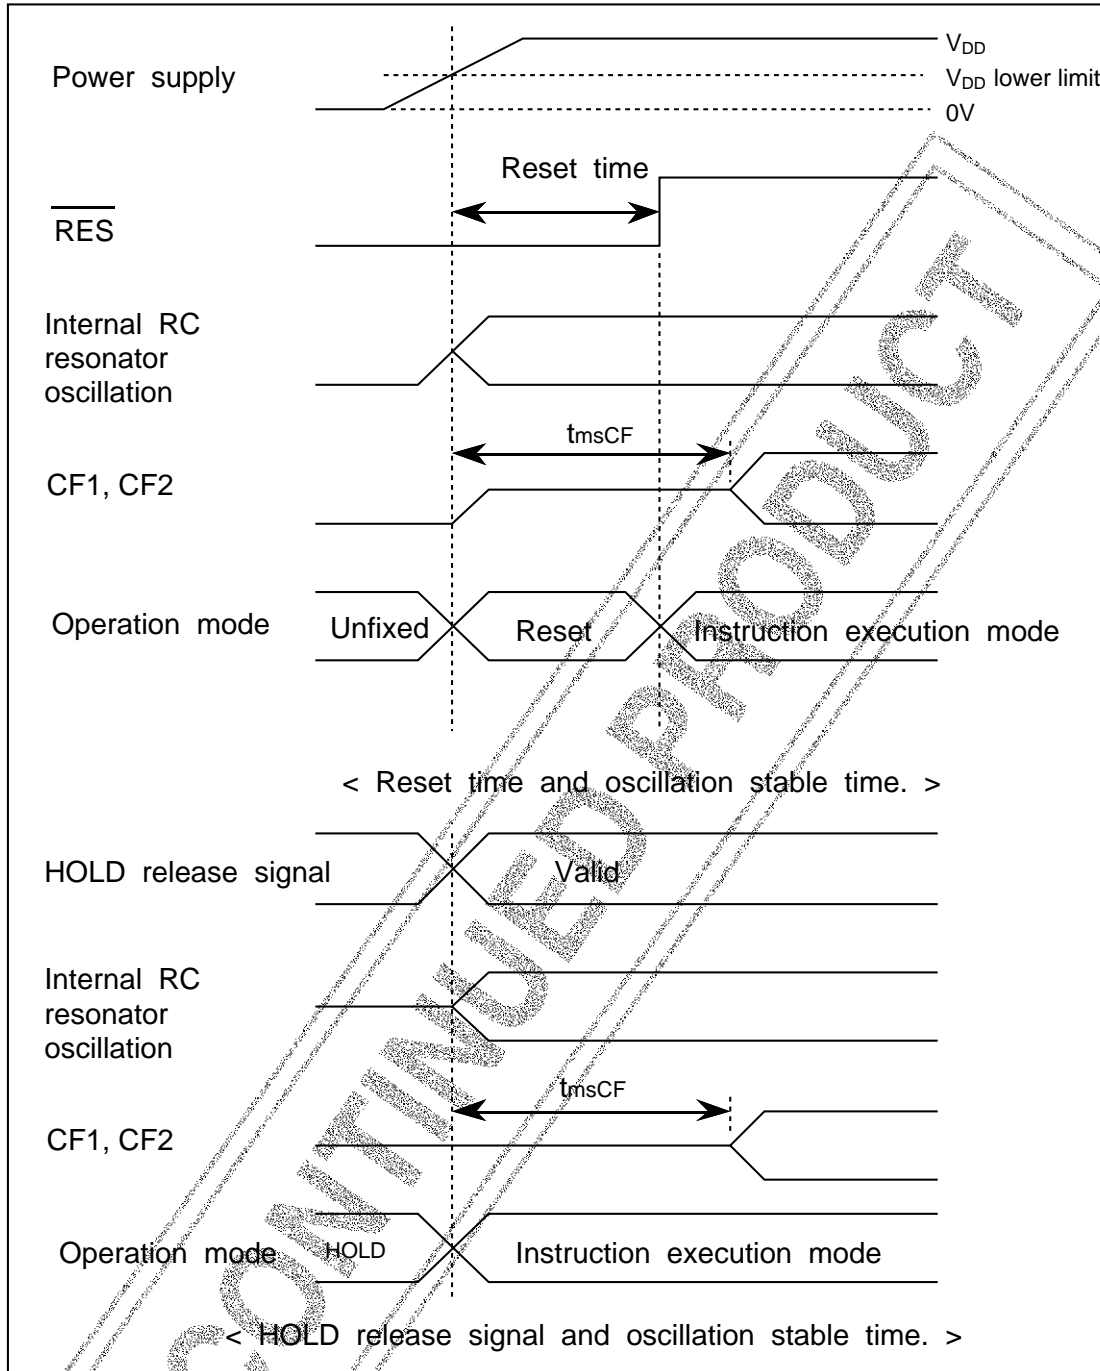 Power supply
VDD
VDD lower limit
0V
Reset time
RES
Internal RC
resonator
oscillation
tmsCF
CF1, CF2
Operation mode
Unfixed
Reset
Instruction execution mode
< Reset time and oscillation stable time. >
HOLD release signal
Valid
Internal RC
resonator
oscillation
tmsCF
CF1, CF2
Operation mode
HOLD
Instruction execution mode
< HOLD release signal and oscillation stable time. >
CONTINUED PRODUCT